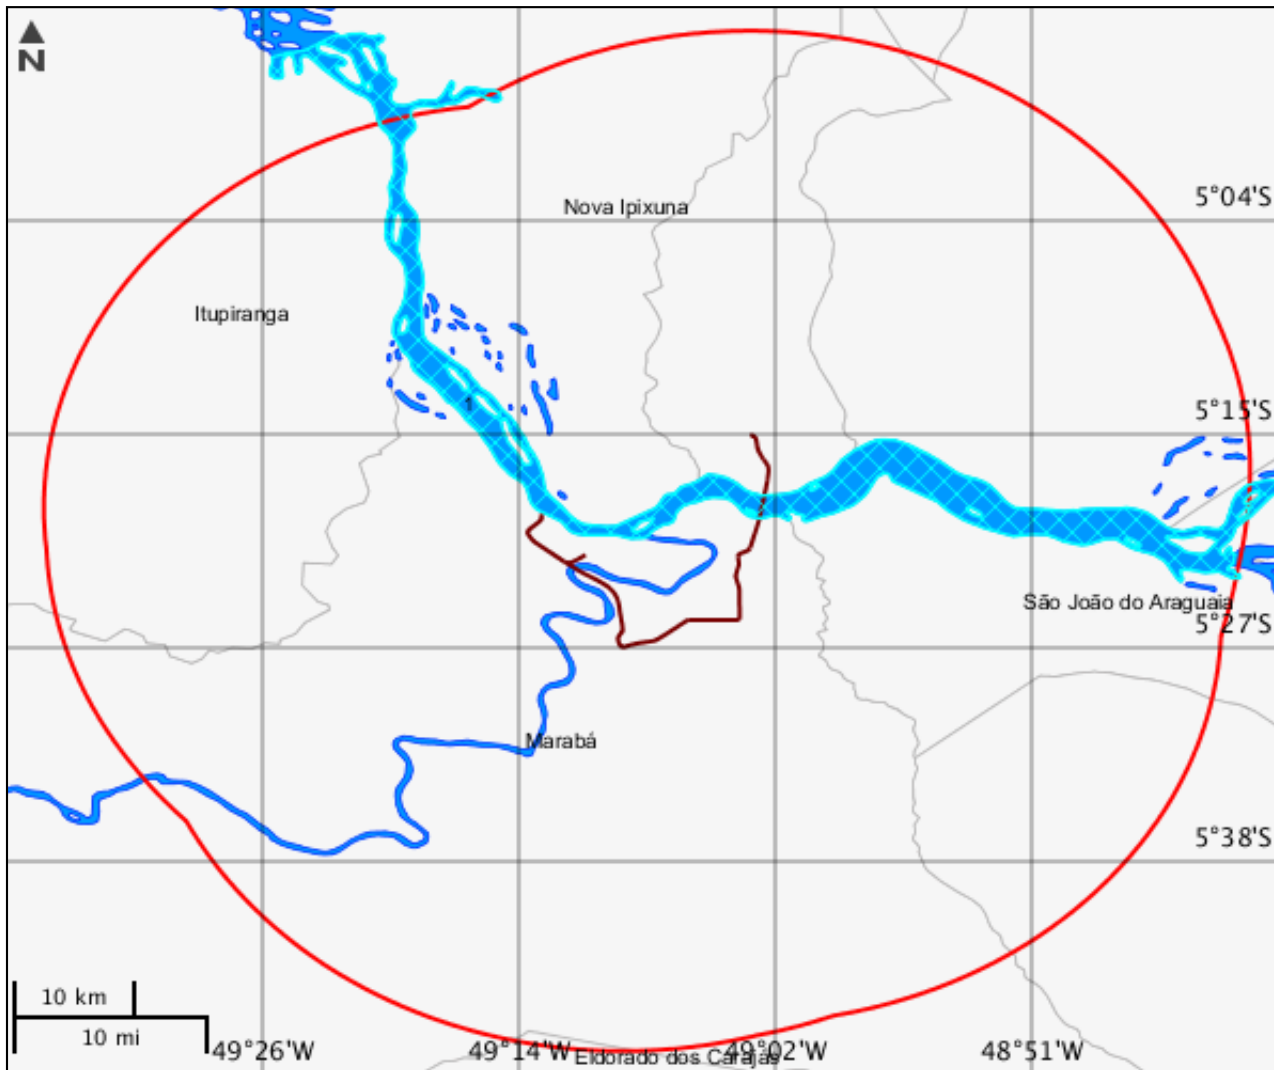 N
5°04'S
Nova Ipixuna
Itupiranga
5°15'S
1
São João do Araguaia
5°27'S
Marabá
5°38'S
10 km
10 mi
49°26'W
49°14'W
49°02'W
48°51'W
Eldorado dos Carajás